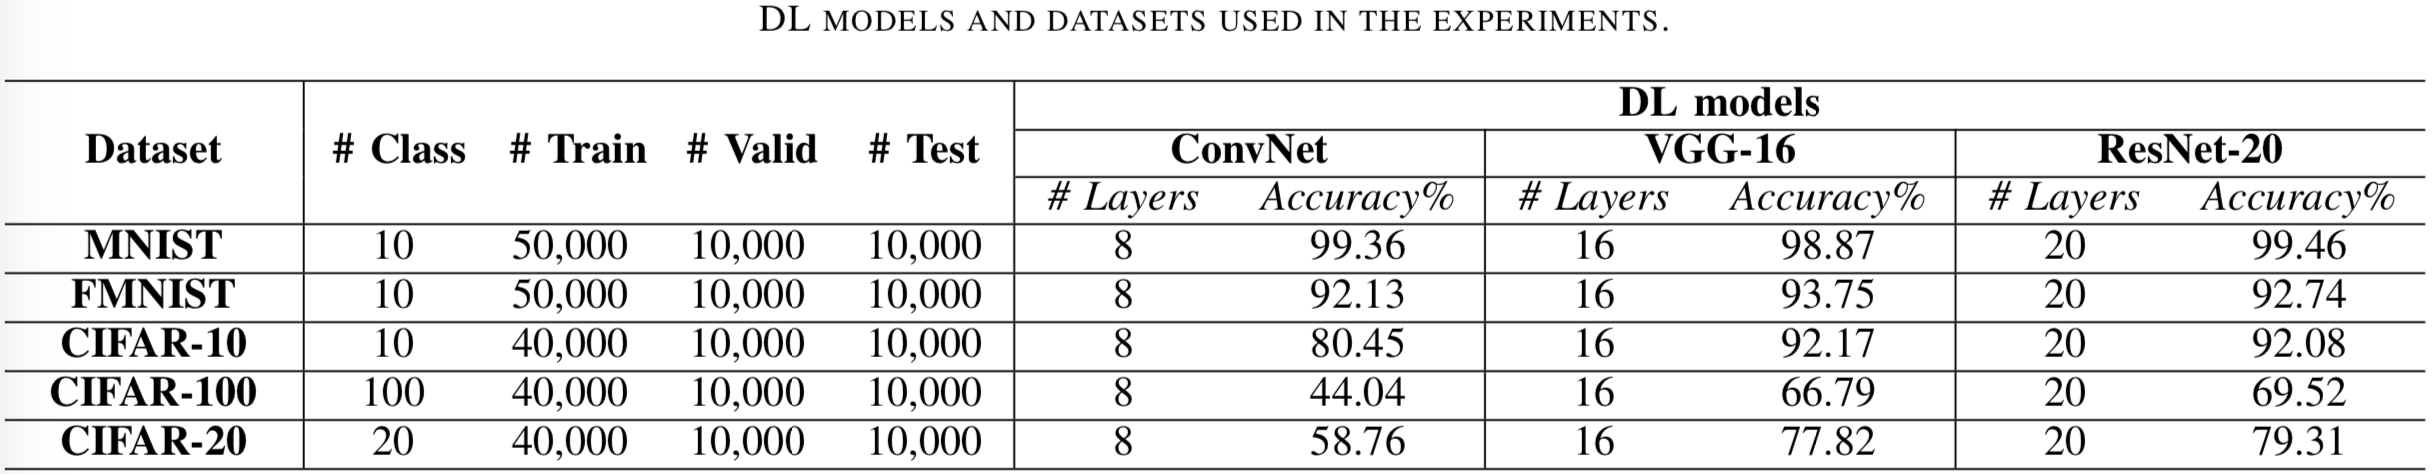 DL MODELS AND DATASETS USED IN THE EXPERIMENTS.
DL models
Dataset # Class # Train # Valid # Test ConvNet VGG-16 ResNet-20
# Layers Accuracy% # Layers Accuracy% # Layers Accuracy%
MNIST 10 50,000 10,000 10,000 8 99.36 16 98.87 20 99.46
FMNIST 10 50,000 10,000 10,000 8 92.13 16 93.75 20 92.74
CIFAR-10 10 40,000 10,000 10,000 8 80.45 16 92.17 20 92.08
CIFAR-100 100 40,000 10,000 10,000 8 44.04 16 66.79 20 69.52
CIFAR-20 20 40,000 10,000 10,000 8 58.76 16 77.82 20 79.31